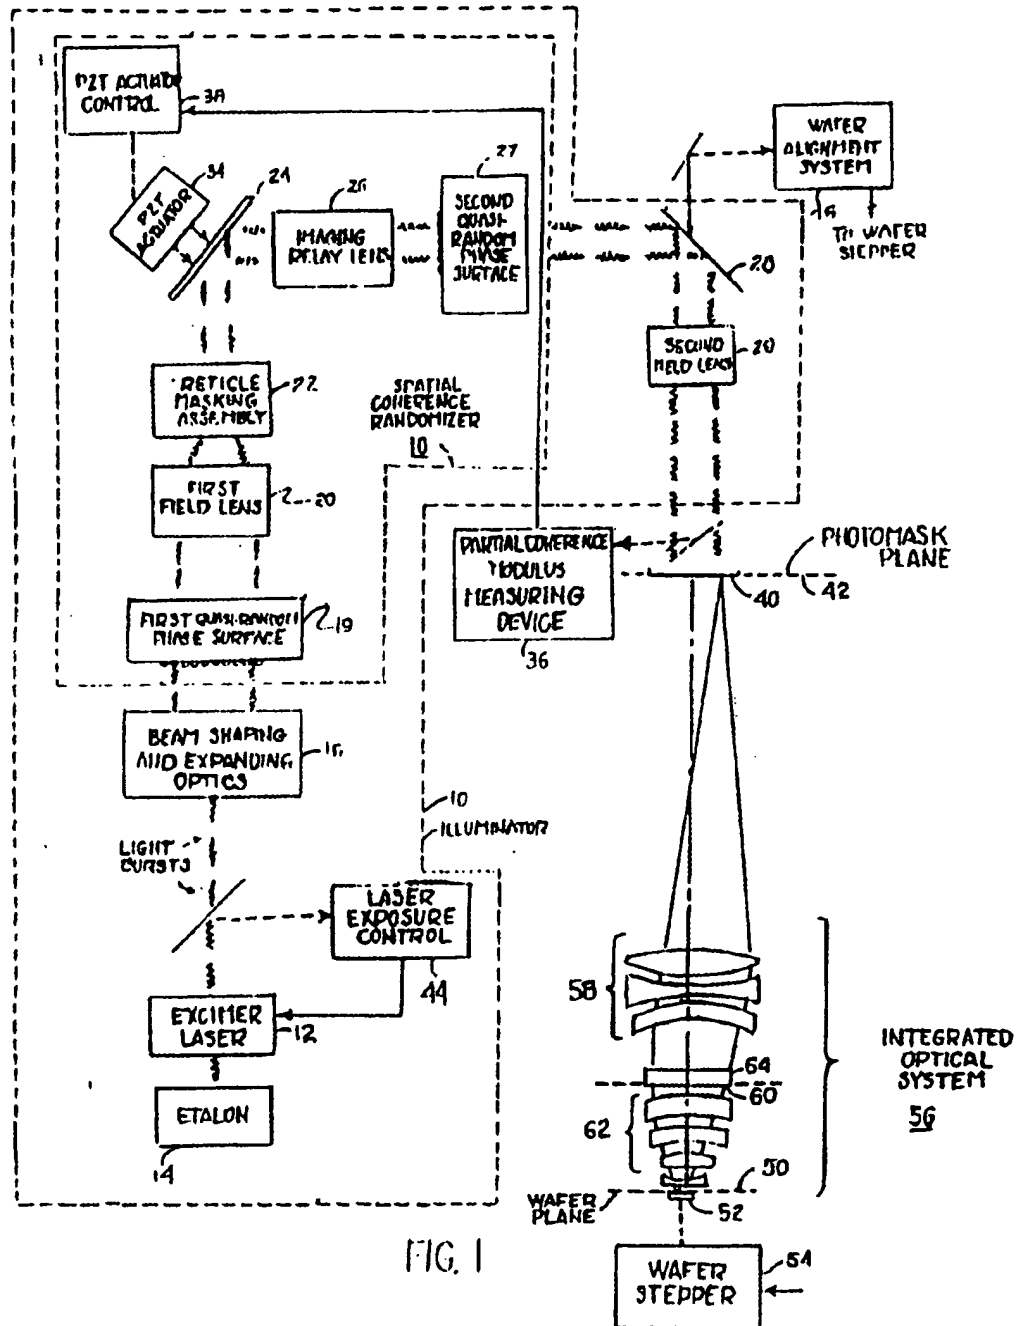 PZT ACTUATOR
CONTROL
38
34
PZT
ACTUATOR
24
26
IMAGING
RELAY LENS
27
SECOND
QUASI-
RANDOM
PHASE
SURFACE
WAFER
ALIGNMENT
SYSTEM
TO WAFER
STEPPER
28
SECOND
FIELD LENS
20
RETICLE
MASKING
ASSEMBLY
22
SPATIAL
COHERENCE
RANDOMIZER
10
FIRST
FIELD LENS
20
PARTIAL COHERENCE
MODULUS
MEASURING
DEVICE
36
PHOTOMASK
PLANE
40
42
FIRST QUASI-RANDOM
PHASE SURFACE
19
BEAM SHAPING
AND EXPANDING
OPTICS
10
ILLUMINATOR
LIGHT
BURSTS
LASER
EXPOSURE
CONTROL
44
EXCIMER
LASER
12
ETALON
14
58
64
60
62
INTEGRATED
OPTICAL
SYSTEM
56
50
WAFER
PLANE
52
FIG. 1
WAFER
STEPPER
54